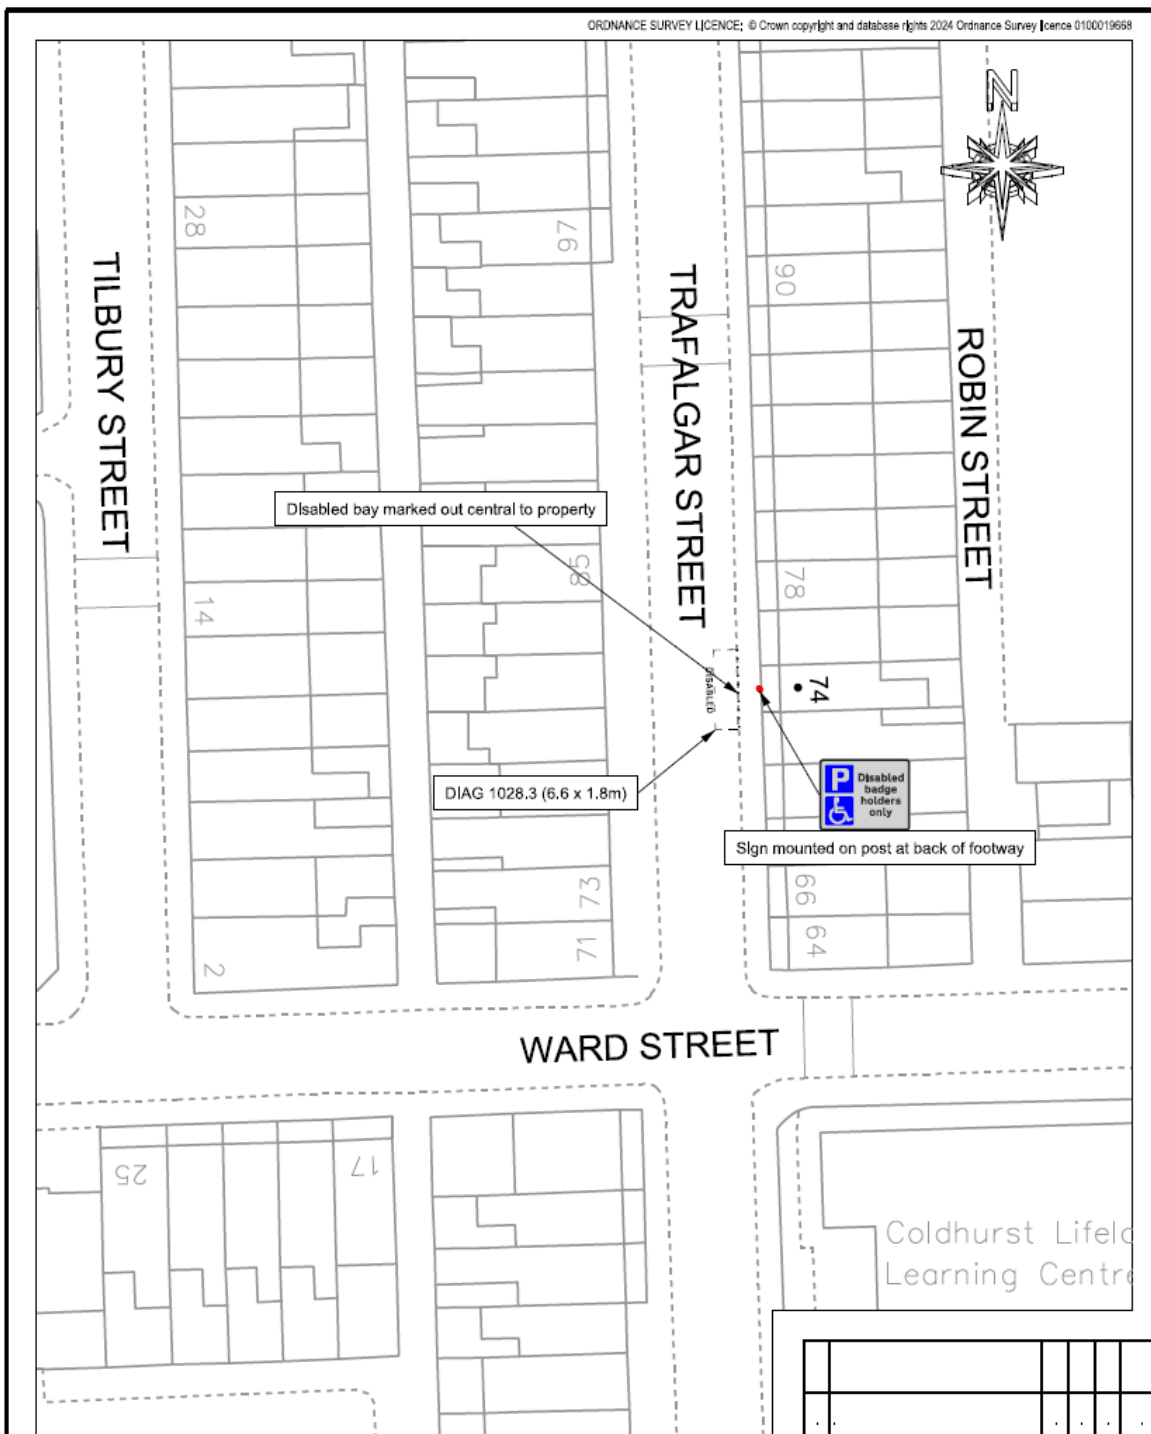 ORDNANCE SURVEY LICENCE: © Crown copyright and database rights 2024 Ordnance Survey licence 0100019668
N
28
97
TILBURY STREET
TRAFALGAR STREET
90
ROBIN STREET
Disabled bay marked out central to property
85
78
14
DISABLED
74
DIAG 1028.3 (6.6 x 1.8m)
P
Disabled
badge
holders
only
Sign mounted on post at back of footway
73
66
71
64
2
WARD STREET
25
17
Coldhurst Lifelo
Learning Centre